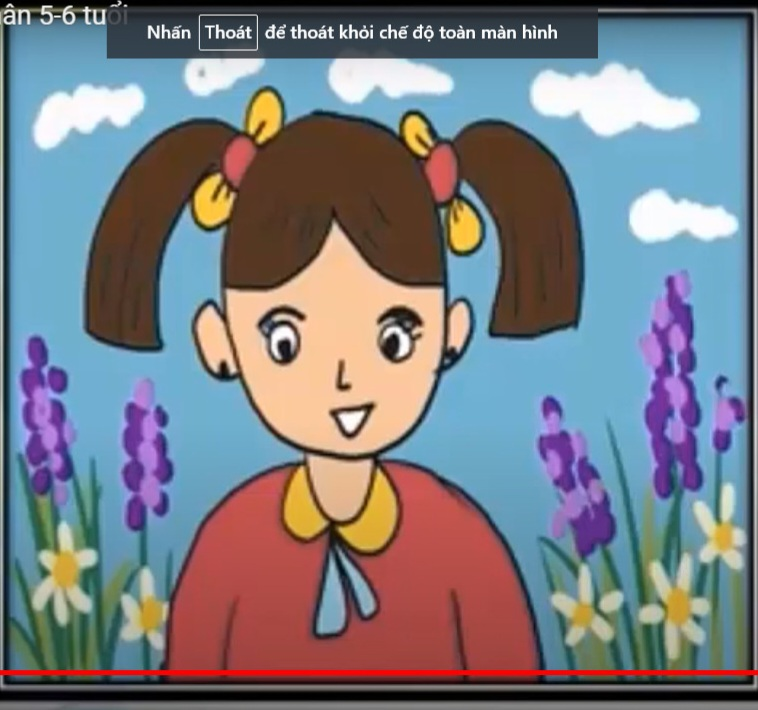 ân 5-6 tuổi
Nhấn Thoát để thoát khỏi chế độ toàn màn hình